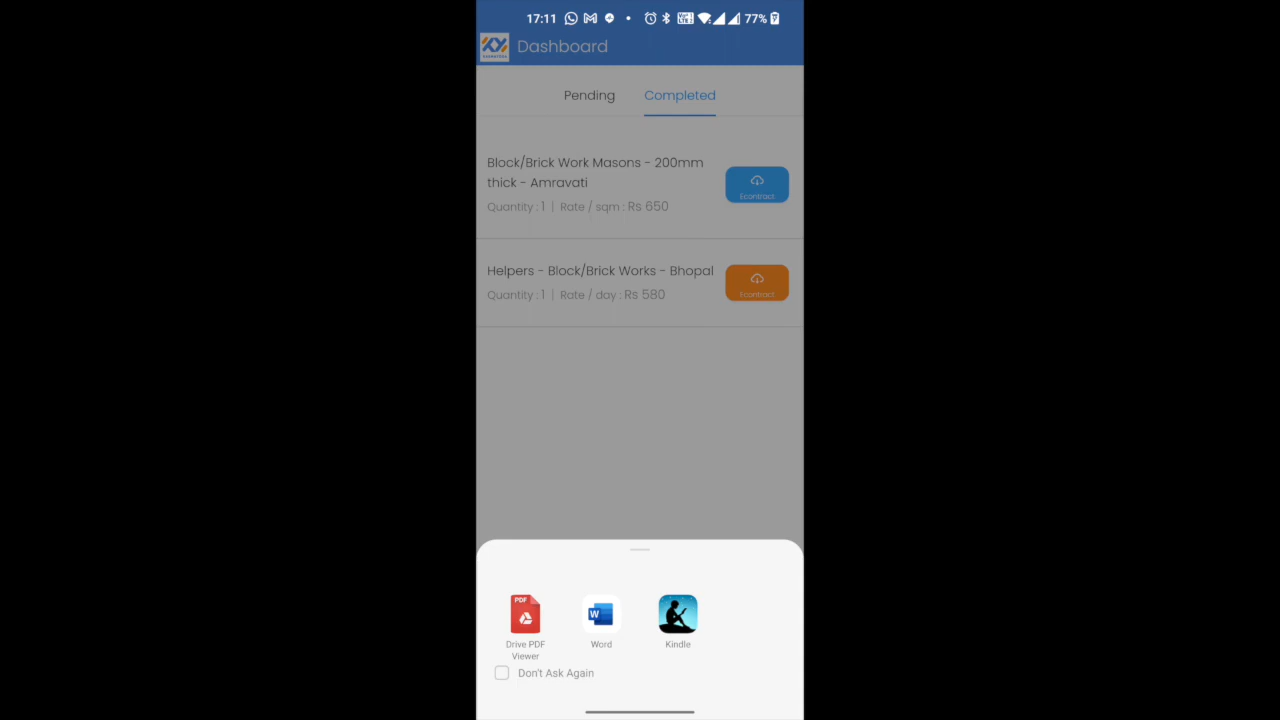 17:11 77%
Dashboard
Pending Completed
Block/Brick Work Masons - 200mm
thick - Amravati
Quantity : 1 | Rate / sqm : Rs 650
Econtract
Helpers - Block/Brick Works - Bhopal
Quantity : 1 | Rate / day : Rs 580
Econtract
PDF
W
Drive PDF
Viewer
Word
Kindle
Don't Ask Again